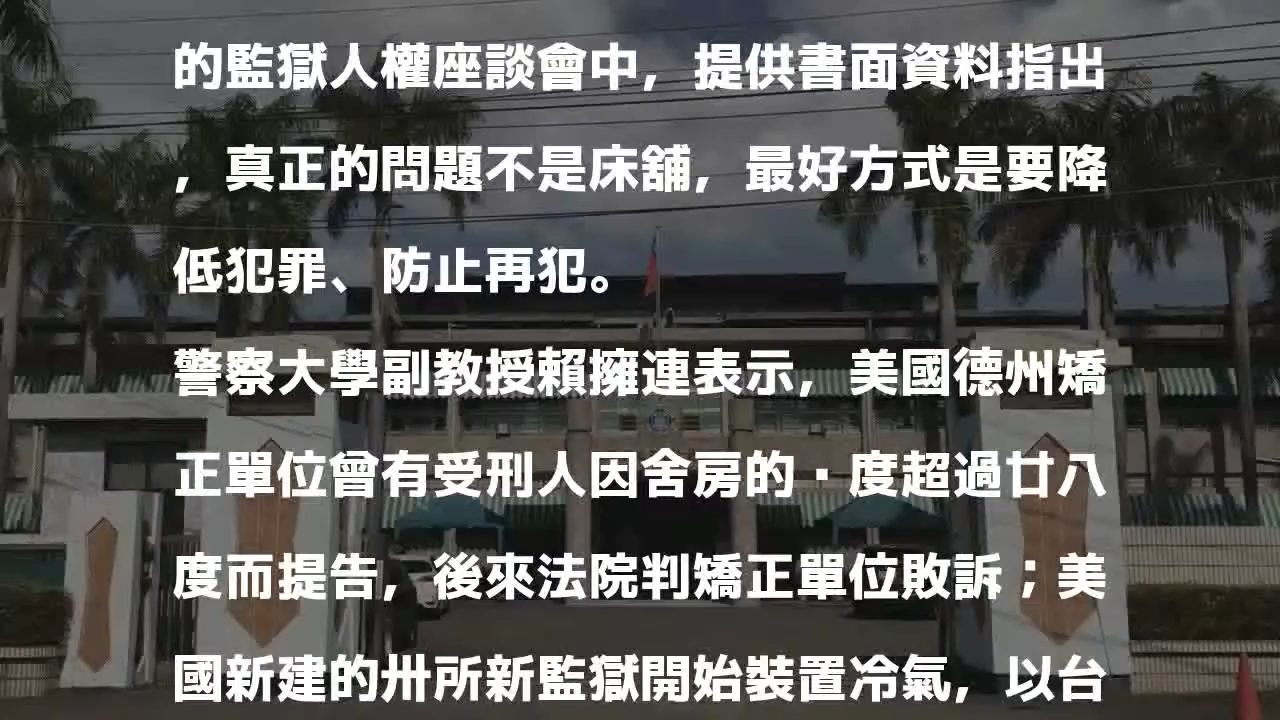 的監獄人權座談會中，提供書面資料指出
，真正的問題不是床舖，最好方式是要降
低犯罪、防止再犯。
警察大學副教授賴擁連表示，美國德州矯
正單位曾有受刑人因舍房的▪度超過廿八
度而提告，後來法院判矯正單位敗訴；美
國新建的卅所新監獄開始裝置冷氣，以台